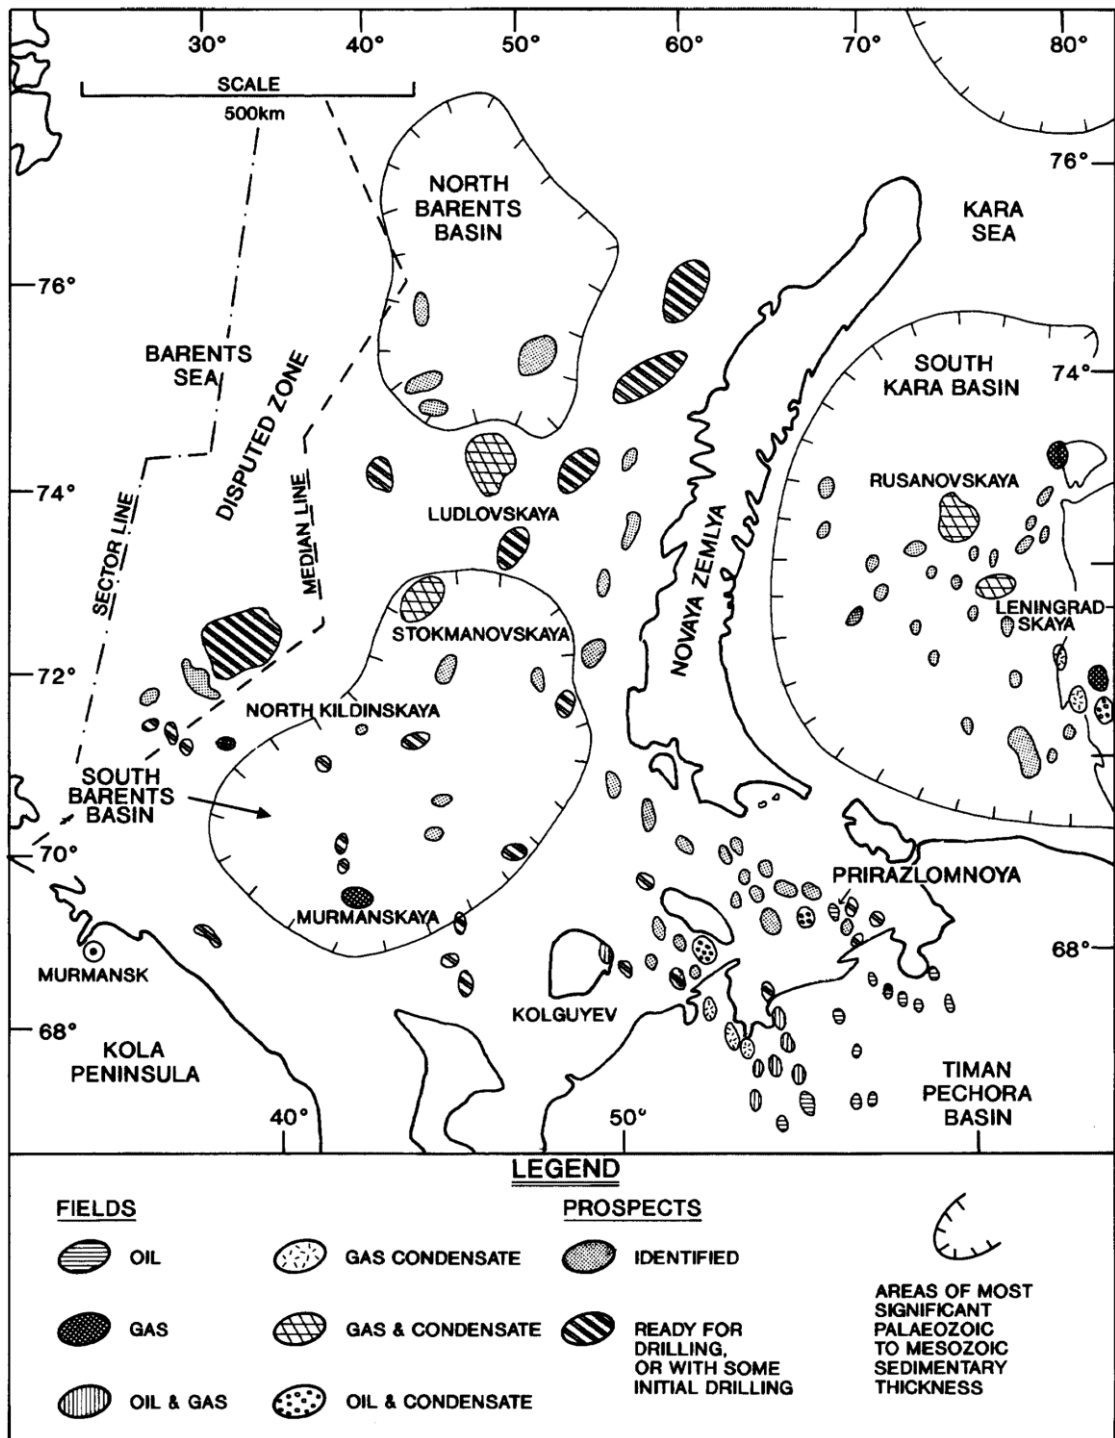 30° 40° 50° 60° 70° 80°
SCALE
500km
76°
NORTH
BARENTS
BASIN
KARA
SEA
76°
BARENTS
SEA
DISPUTED ZONE
SOUTH
KARA BASIN
74°
74°
SECTOR LINE
MEDIAN LINE
LUDLOVSKAYA
RUSANOVSKAYA
NOVAYA ZEMLYA
STOKMANOVSKAYA
LENINGRAD-
SKAYA
72°
NORTH KILDINSKAYA
SOUTH
BARENTS
BASIN
70°
PRIRAZLOMNOYA
MURMANSKAYA
MURMANSK
68°
KOLGUYEV
68°
KOLA
PENINSULA
TIMAN
PECHORA
BASIN
40° 50°
LEGEND
FIELDS
OIL
GAS
OIL & GAS
GAS CONDENSATE
GAS & CONDENSATE
OIL & CONDENSATE
PROSPECTS
IDENTIFIED
READY FOR
DRILLING,
OR WITH SOME
INITIAL DRILLING
AREAS OF MOST
SIGNIFICANT
PALAEOZOIC
TO MESOZOIC
SEDIMENTARY
THICKNESS